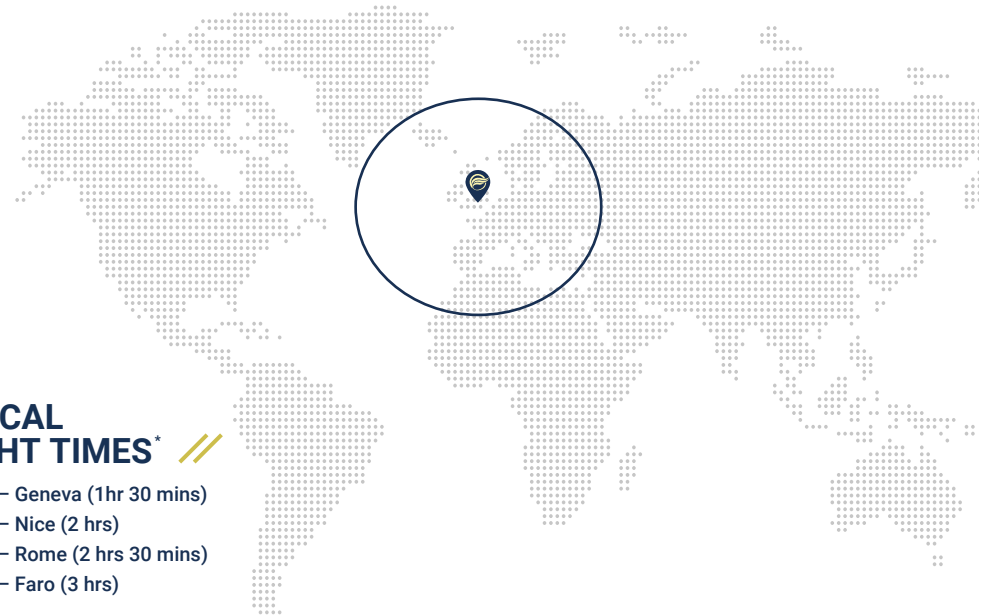 CAL
HT TIMES*
– Geneva (1hr 30 mins)
– Nice (2 hrs)
– Rome (2 hrs 30 mins)
– Faro (3 hrs)